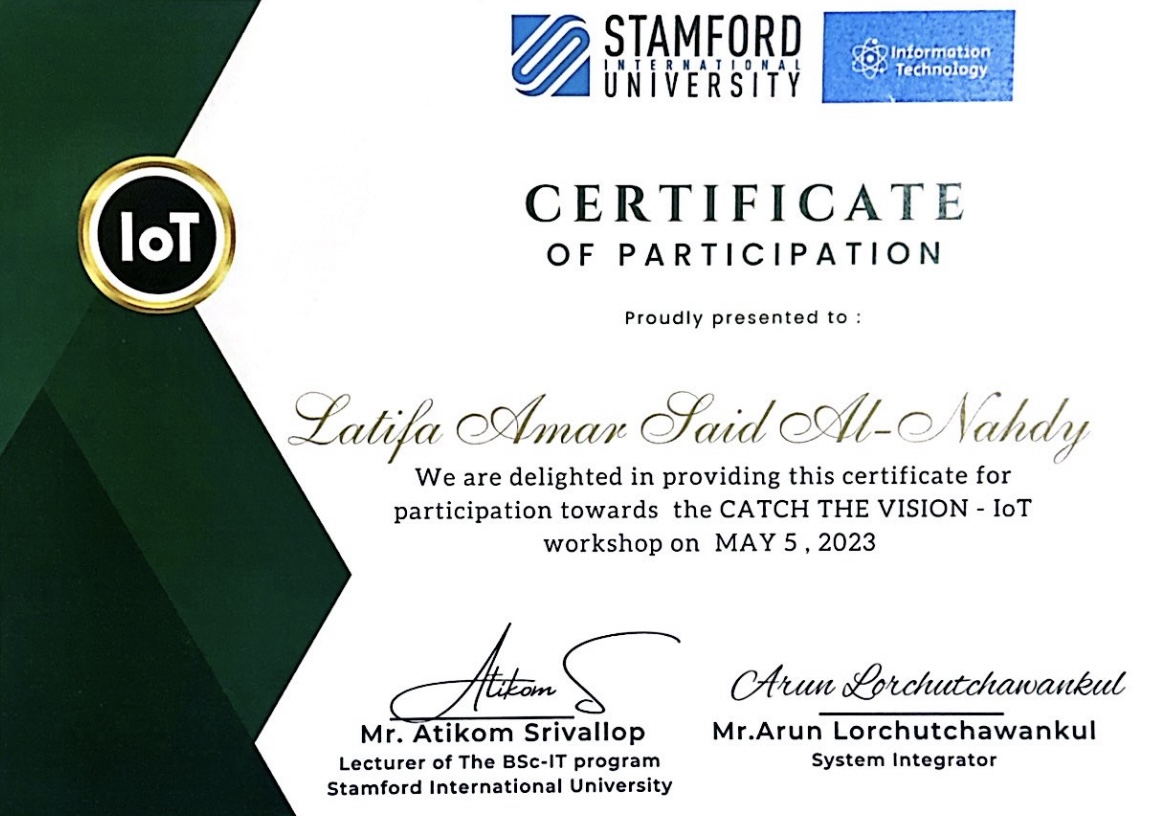 STAMFORD
INTERNATIONAL
UNIVERSITY
Information
Technology
IoT
CERTIFICATE
OF PARTICIPATION
Proudly presented to :
Latifa Amar Said Al-Nahdy
We are delighted in providing this certificate for
participation towards the CATCH THE VISION - IoT
workshop on MAY 5 , 2023
Atikom S
Mr. Atikom Srivallop
Lecturer of The BSc-IT program
Stamford International University
Arun Lorchutchawankul
Mr.Arun Lorchutchawankul
System Integrator